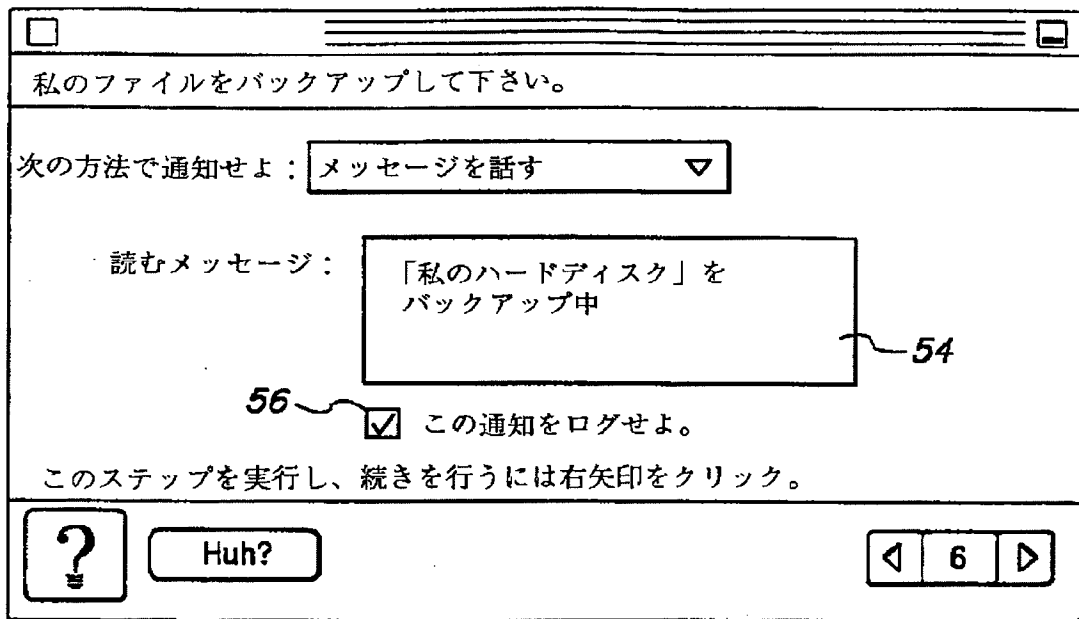 私のファイルをバックアップして下さい。
次の方法で通知せよ：メッセージを話す
読むメッセージ：
「私のハードディスク」を
バックアップ中
54
56
この通知をログせよ。
このステップを実行し、続きを行うには右矢印をクリック。
?
Huh?
6